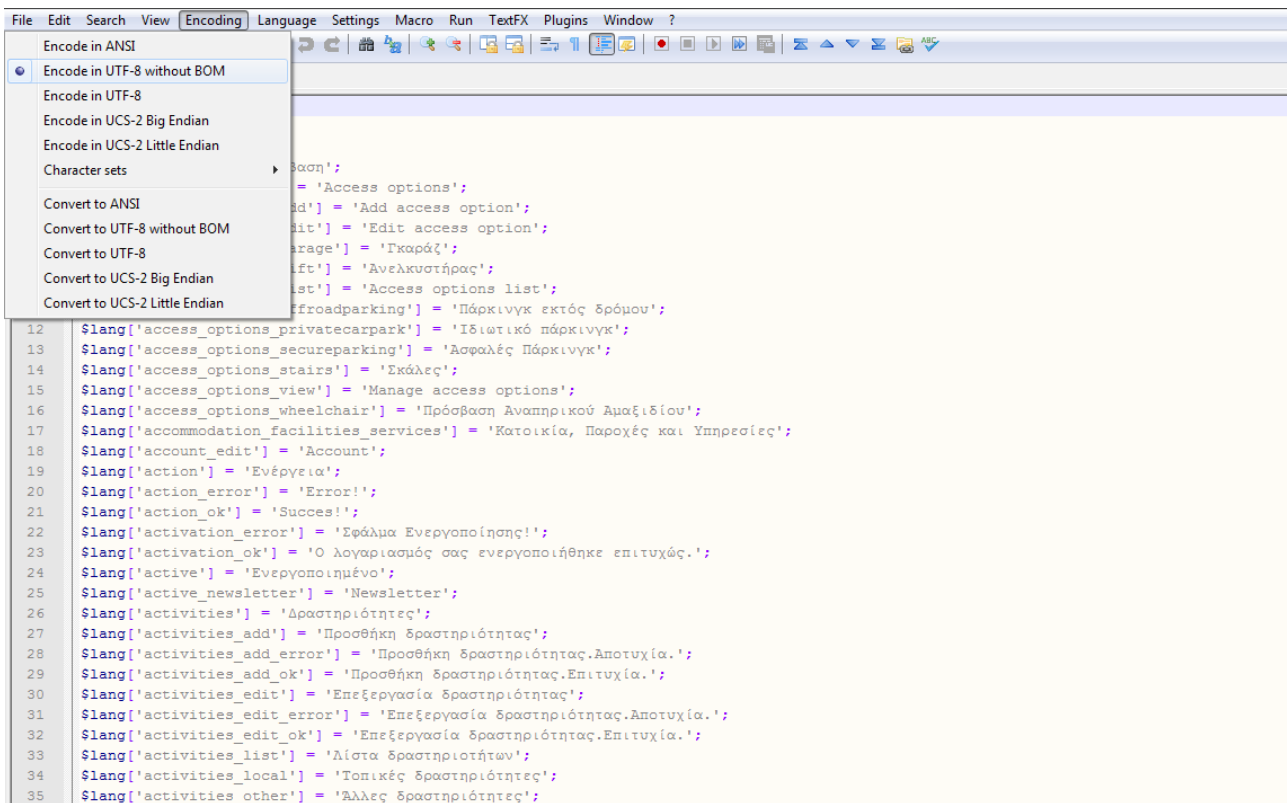 File Edit Search View Encoding Language Settings Macro Run TextFX Plugins Window ?
Encode in ANSI
Encode in UTF-8 without BOM
Encode in UTF-8
Encode in UCS-2 Big Endian
Encode in UCS-2 Little Endian
Character sets
Convert to ANSI
Convert to UTF-8 without BOM
Convert to UTF-8
Convert to UCS-2 Big Endian
Convert to UCS-2 Little Endian
ABC
βαση';
= 'Access options';
dd'] = 'Add access option';
dit'] = 'Edit access option';
arage'] = 'Γκαράζ';
ift'] = 'Ανελκυστήρας';
ist'] = 'Access options list';
ffroadparking'] = 'Πάρκινγκ εκτός δρόμου';
12 $lang['access_options_privatecarpark'] = 'Ιδιωτικό πάρκινγκ';
13 $lang['access_options_secureparking'] = 'Ασφαλές Πάρκινγκ';
14 $lang['access_options_stairs'] = 'Σκάλες';
15 $lang['access_options_view'] = 'Manage access options';
16 $lang['access_options_wheelchair'] = 'Πρόσβαση Αναπηρικού Αμαξιδίου';
17 $lang['accommodation_facilities_services'] = 'Κατοικία, Παροχές και Υπηρεσίες';
18 $lang['account_edit'] = 'Account';
19 $lang['action'] = 'Ενέργεια';
20 $lang['action_error'] = 'Error!';
21 $lang['action_ok'] = 'Succes!';
22 $lang['activation_error'] = 'Σφάλμα Ενεργοποίησης!';
23 $lang['activation_ok'] = 'Ο λογαριασμός σας ενεργοποιήθηκε επιτυχώς.';
24 $lang['active'] = 'Ενεργοποιημένο';
25 $lang['active_newsletter'] = 'Newsletter';
26 $lang['activities'] = 'Δραστηριότητες';
27 $lang['activities_add'] = 'Προσθήκη δραστηριότητας';
28 $lang['activities_add_error'] = 'Προσθήκη δραστηριότητας.Αποτυχία.';
29 $lang['activities_add_ok'] = 'Προσθήκη δραστηριότητας.Επιτυχία.';
30 $lang['activities_edit'] = 'Επεξεργασία δραστηριότητας';
31 $lang['activities_edit_error'] = 'Επεξεργασία δραστηριότητας.Αποτυχία.';
32 $lang['activities_edit_ok'] = 'Επεξεργασία δραστηριότητας.Επιτυχία.';
33 $lang['activities_list'] = 'Λίστα δραστηριοτήτων';
34 $lang['activities_local'] = 'Τοπικές δραστηριότητες';
35 $lang['activities_other'] = 'Άλλες δραστηριότητες';